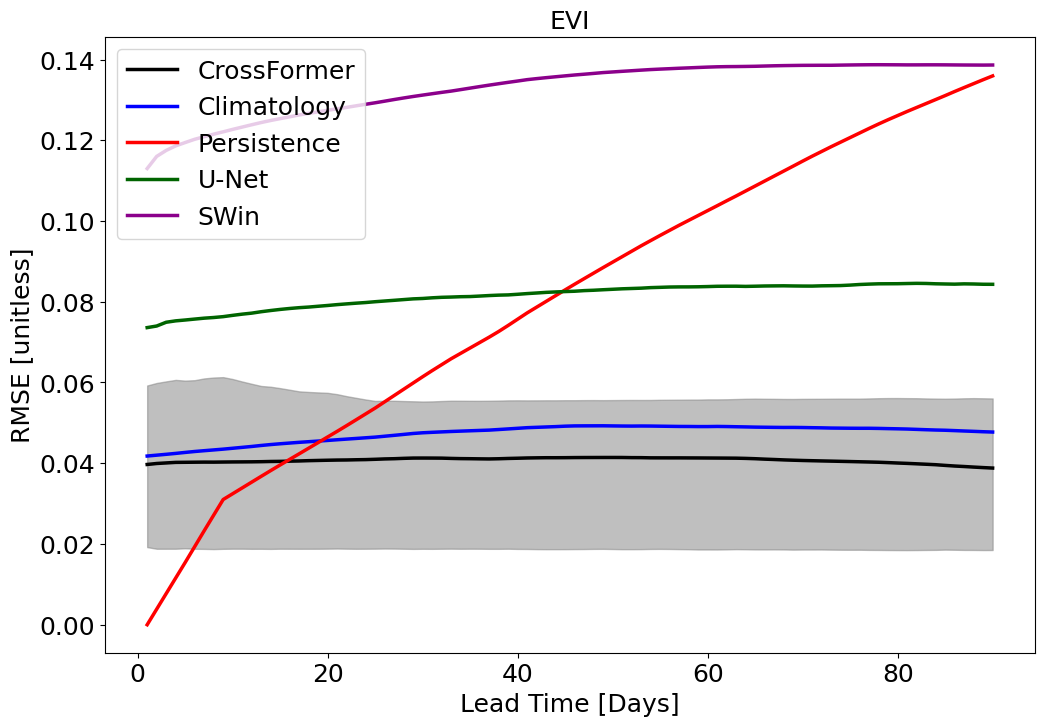 EVI
CrossFormer
Climatology
Persistence
U-Net
SWin
0.14
0.12
0.10
0.08
0.06
0.04
0.02
0.00
RMSE [unitless]
0 20 40 60 80
Lead Time [Days]